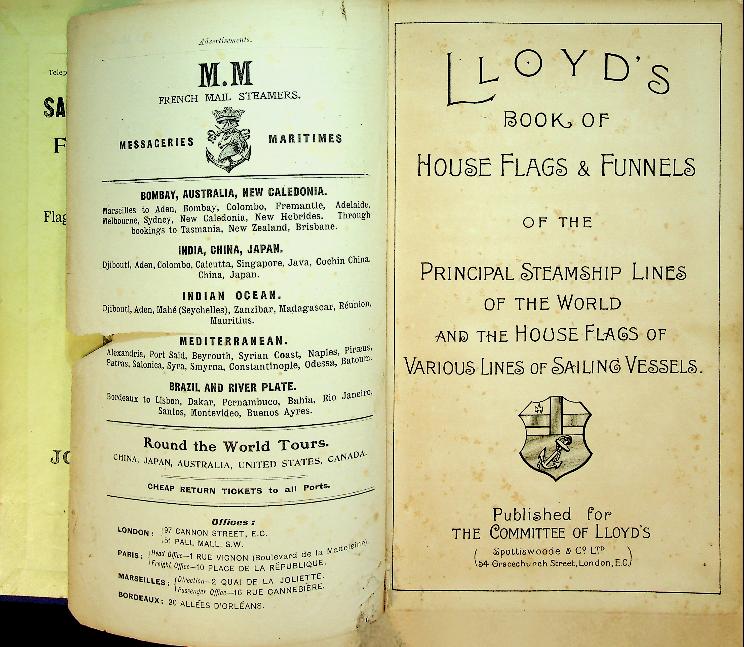 Telep
SA
F
Flag
JO
Advertisements.
M.M
FRENCH MAIL STEAMERS.
MESSAGERIES MARITIMES
BOMBAY, AUSTRALIA, NEW CALEDONIA.
Marseilles to Aden, Bombay, Colombo, Fremantle, Adelaide,
Melbourne, Sydney, New Caledonia, New Hebrides. Through
bookings to Tasmania, New Zealand, Brisbane.
INDIA, CHINA, JAPAN.
Djibouti, Aden, Colombo, Calcutta, Singapore, Java, Cochin China
China, Japan.
INDIAN OCEAN.
Djibouti, Aden, Mahé (Seychelles), Zanzibar, Madagascar, Réunion,
Mauritius.
MEDITERRANEAN.
Alexandria, Port Said, Beyrouth, Syrian Coast, Naples, Piræus,
Patras, Salonica, Syra, Smyrna, Constantinople, Odessa, Batoum.
BRAZIL AND RIVER PLATE.
Bordeaux to Lisbon, Dakar, Pernambuco, Bahia, Rio Janeiro,
Santos, Montevideo, Buenos Ayres.
Round the World Tours.
CHINA, JAPAN, AUSTRALIA, UNITED STATES, CANADA.
CHEAP RETURN TICKETS to all Ports.
Offices:
LONDON: 97 CANNON STREET, E.C.
51 PALL MALL, S.W.
PARIS: Head Office—1 RUE VIGNON (Boulevard de la Madeleine)
Freight Office—10 PLACE DE LA RÉPUBLIQUE.
MARSEILLES: Direction—2 QUAI DE LA JOLIETTE.
Passenger Office—16 RUE CANNEBIÈRE.
BORDEAUX: 20 ALLÉES D'ORLÉANS.
LLOYD'S
BOOK OF
HOUSE FLAGS & FUNNELS
OF THE
PRINCIPAL STEAMSHIP LINES
OF THE WORLD
AND THE HOUSE FLAGS OF
VARIOUS LINES OF SAILING VESSELS.
Published for
THE COMMITTEE OF LLOYD'S
(Spottiswoode & Co. LTD
54 Gracechurch Street, London, E.C.)